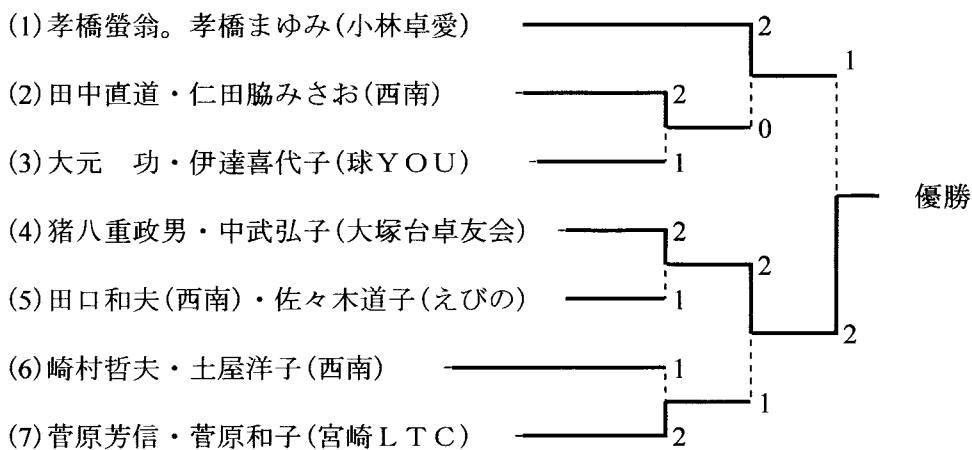 (1)孝橋螢翁。孝橋まゆみ(小林卓愛) 2
1
(2)田中直道・仁田脇みさお(西南) 2
0
(3)大元　功・伊達喜代子(球ＹＯＵ) 1
優勝
(4)猪八重政男・中武弘子(大塚台卓友会) 2
2
(5)田口和夫(西南)・佐々木道子(えびの) 1
2
(6)崎村哲夫・土屋洋子(西南) 1
1
(7)菅原芳信・菅原和子(宮崎ＬＴＣ) 2